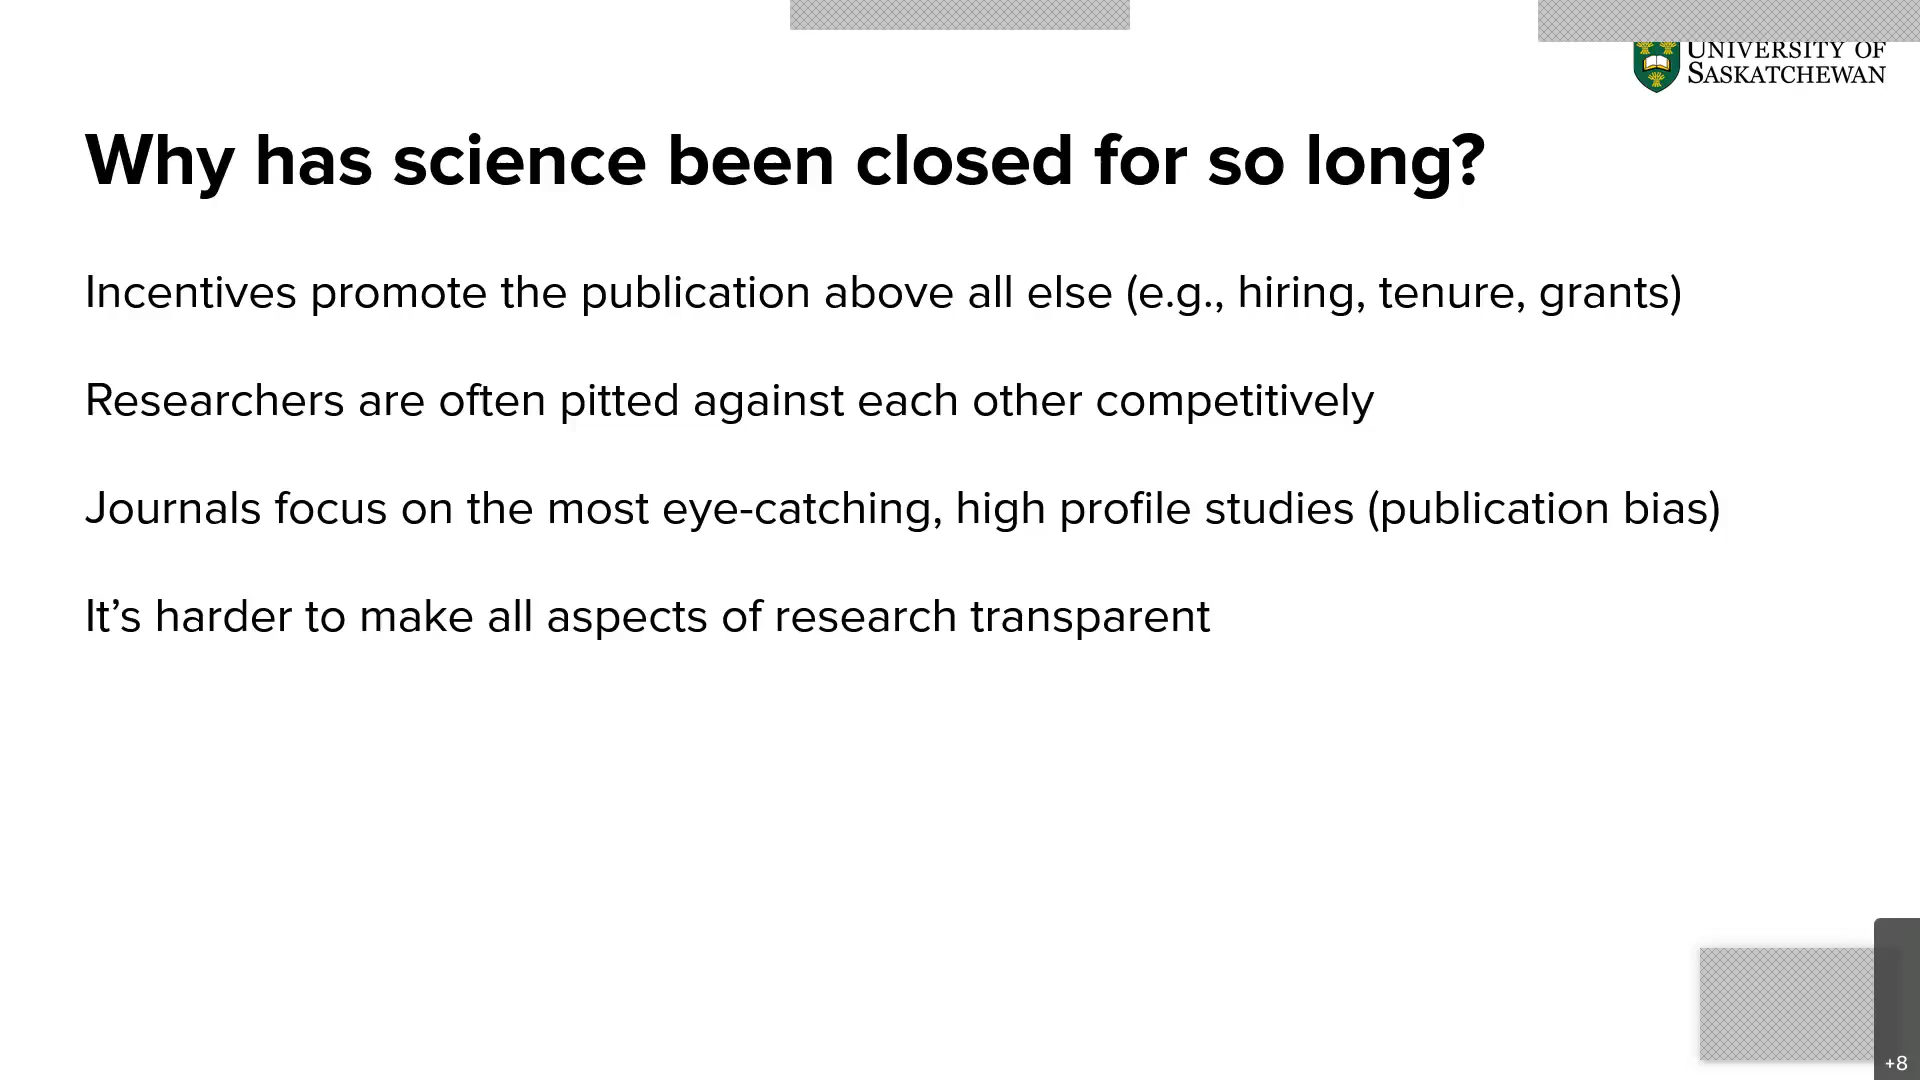 UNIVERSITY OF
SASKATCHEWAN
Why has science been closed for so long?
Incentives promote the publication above all else (e.g., hiring, tenure, grants)
Researchers are often pitted against each other competitively
Journals focus on the most eye-catching, high profile studies (publication bias)
It’s harder to make all aspects of research transparent
+8